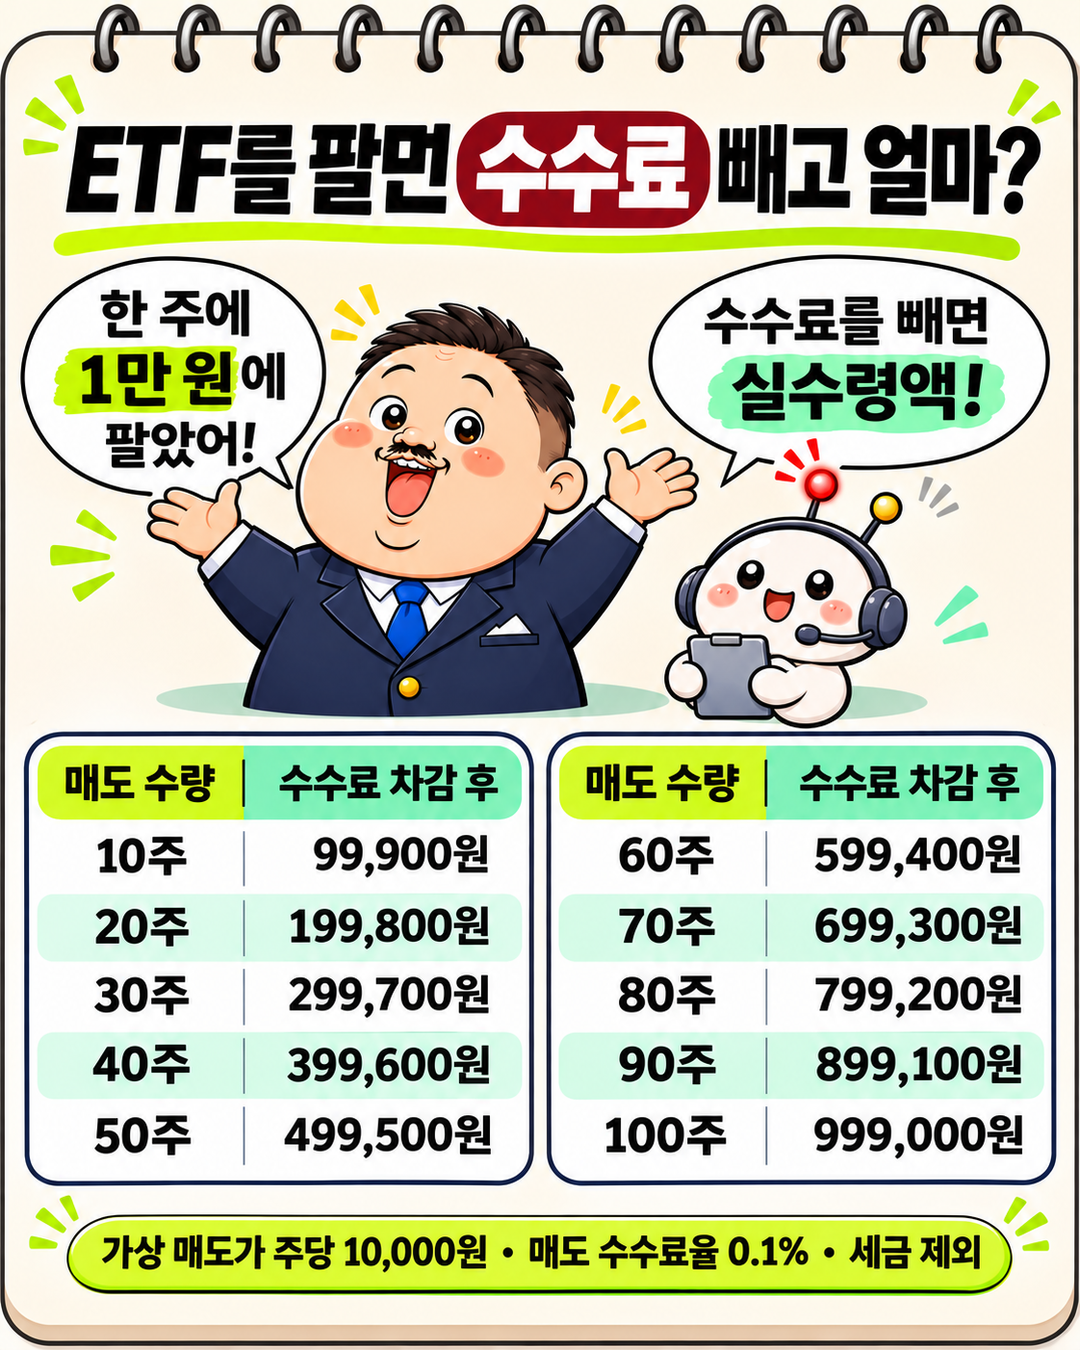 ETF를 팔면 수수료 빼고 얼마?
한 주에
1만 원에
팔았어!
수수료를 빼면
실수령액!
매도 수량 수수료 차감 후
10주 99,900원
20주 199,800원
30주 299,700원
40주 399,600원
50주 499,500원
매도 수량 수수료 차감 후
60주 599,400원
70주 699,300원
80주 799,200원
90주 899,100원
100주 999,000원
가상 매도가 주당 10,000원 • 매도 수수료율 0.1% • 세금 제외